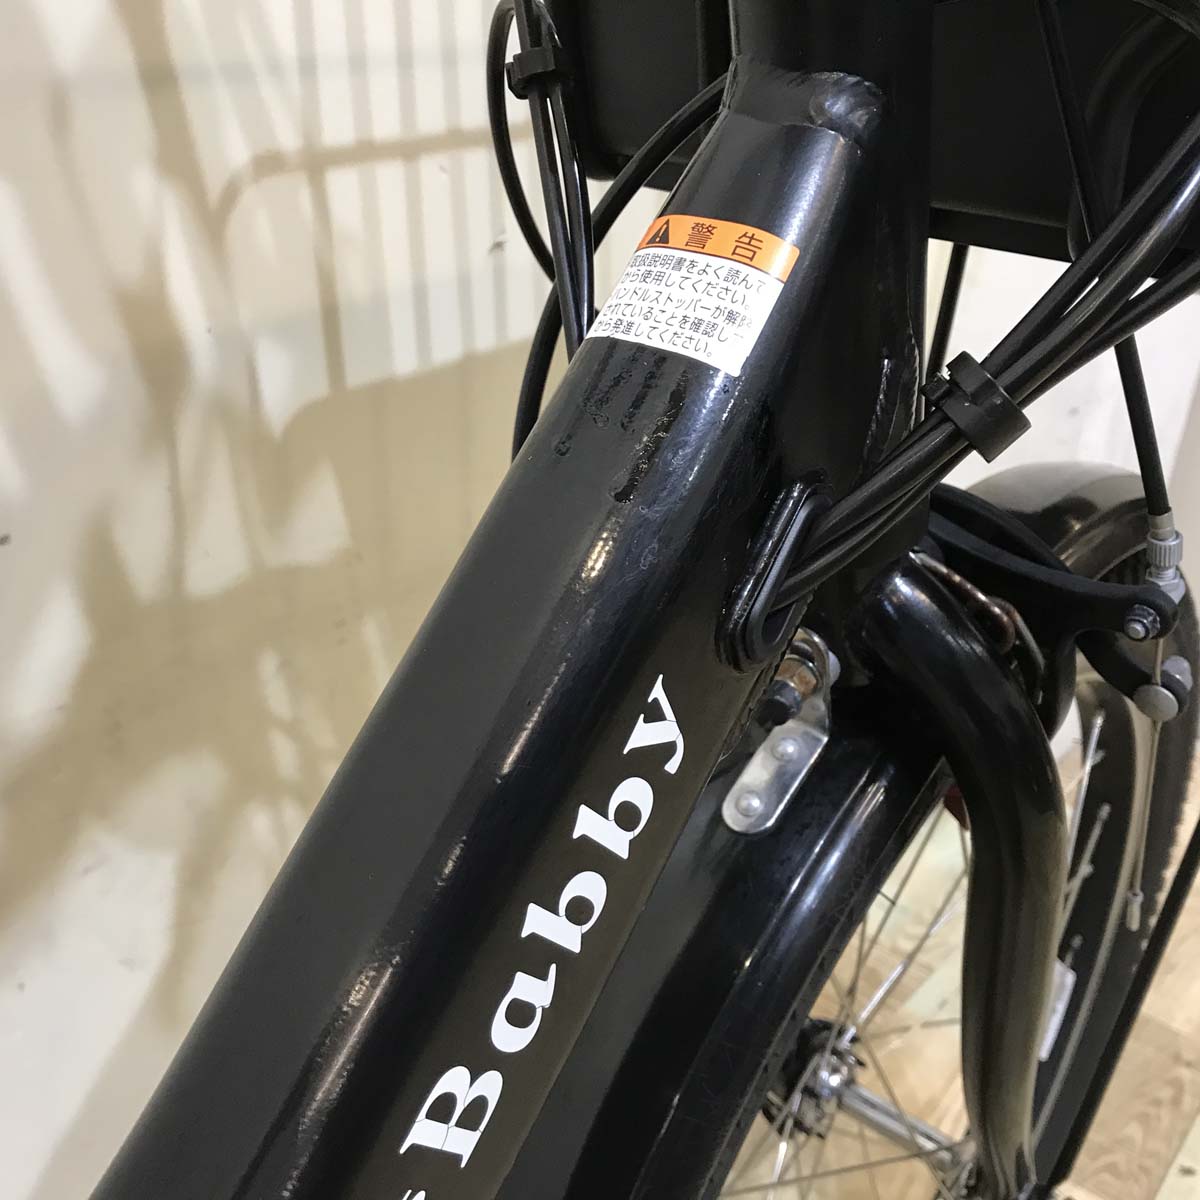 警告
取扱説明書をよく読んで
から使用してください。
ハンドルストッパーが解除
されていることを確認し
から発進してください。
s Babby